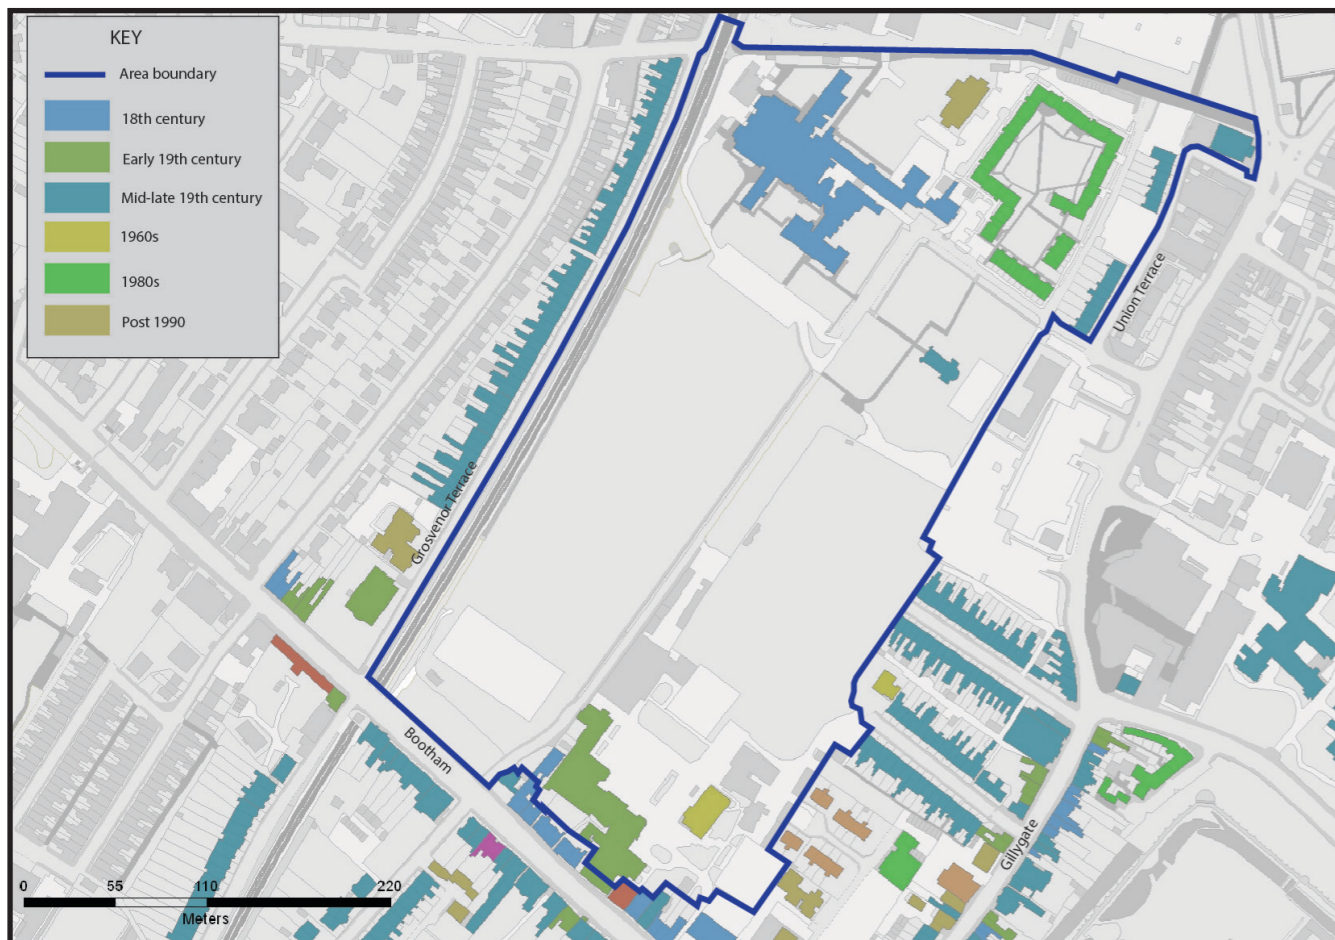 KEY
Area boundary
18th century
Early 19th century
Mid-late 19th century
1960s
1980s
Post 1990
Union Terrace
Grosvenor Terrace
Bootham
Gillygate
0 55 110 220
Meters